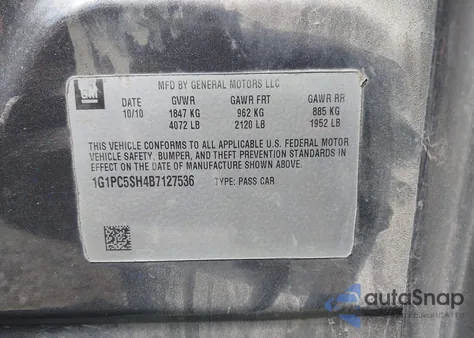 GM
MFD BY GENERAL MOTORS LLC
DATE GVWR GAWR FRT GAWR RR
10/10 1847 KG 962 KG 885 KG
4072 LB 2120 LB 1952 LB
THIS VEHICLE CONFORMS TO ALL APPLICABLE U.S. FEDERAL MOTOR
VEHICLE SAFETY, BUMPER, AND THEFT PREVENTION STANDARDS IN
EFFECT ON THE DATE OF MANUFACTURE SHOWN ABOVE.
1G1PC5SH4B7127536 TYPE: PASS CAR
autoSnap